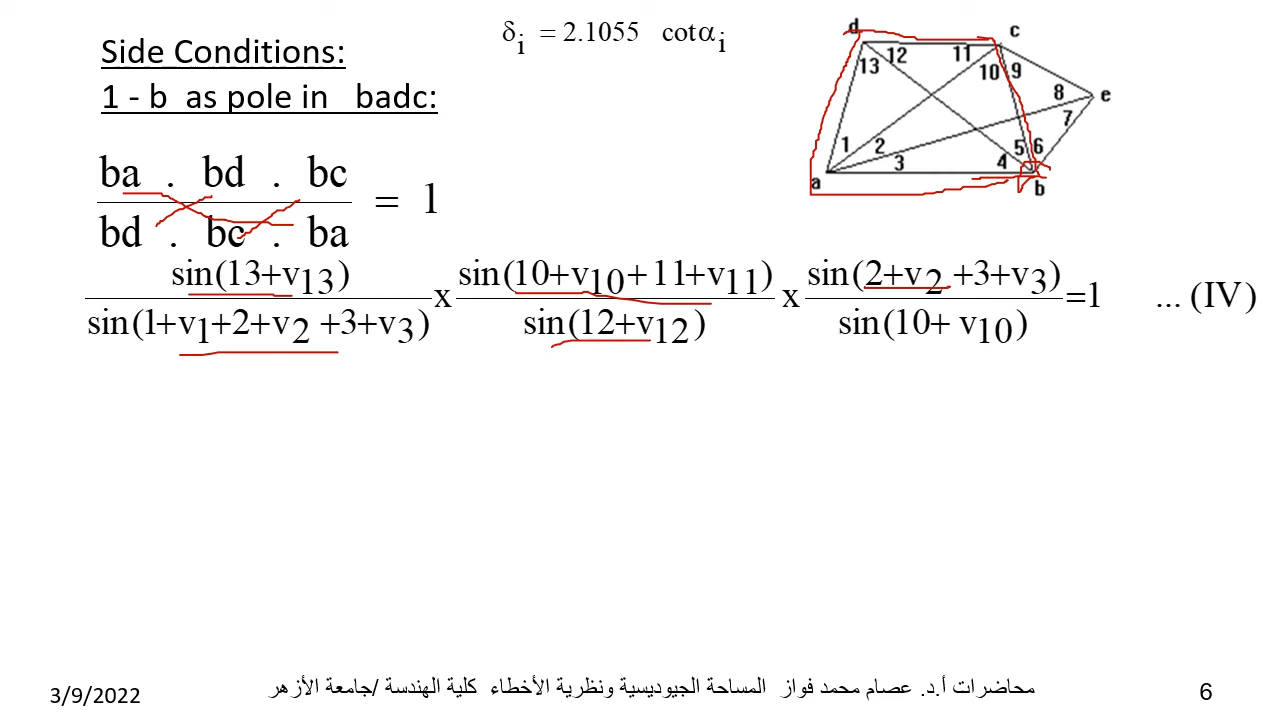 Side Conditions:
δi = 2.1055 cotαi
1 - b as pole in badc:
ba . bd . bc
bd . bc . ba
= 1
sin(13+v13)
sin(1+v1+2+v2 +3+v3)
x
sin(10+v10+11+v11)
sin(12+v12)
x
sin(2+v2 +3+v3)
sin(10+ v10)
=1 ... (IV)
d
c
12
11
13
10
9
8
e
7
1
2
5
6
3
4
a
b
3/9/2022
محاضرات أ.د. عصام محمد فواز المساحة الجيوديسية ونظرية الأخطاء كلية الهندسة /جامعة الأزهر
6